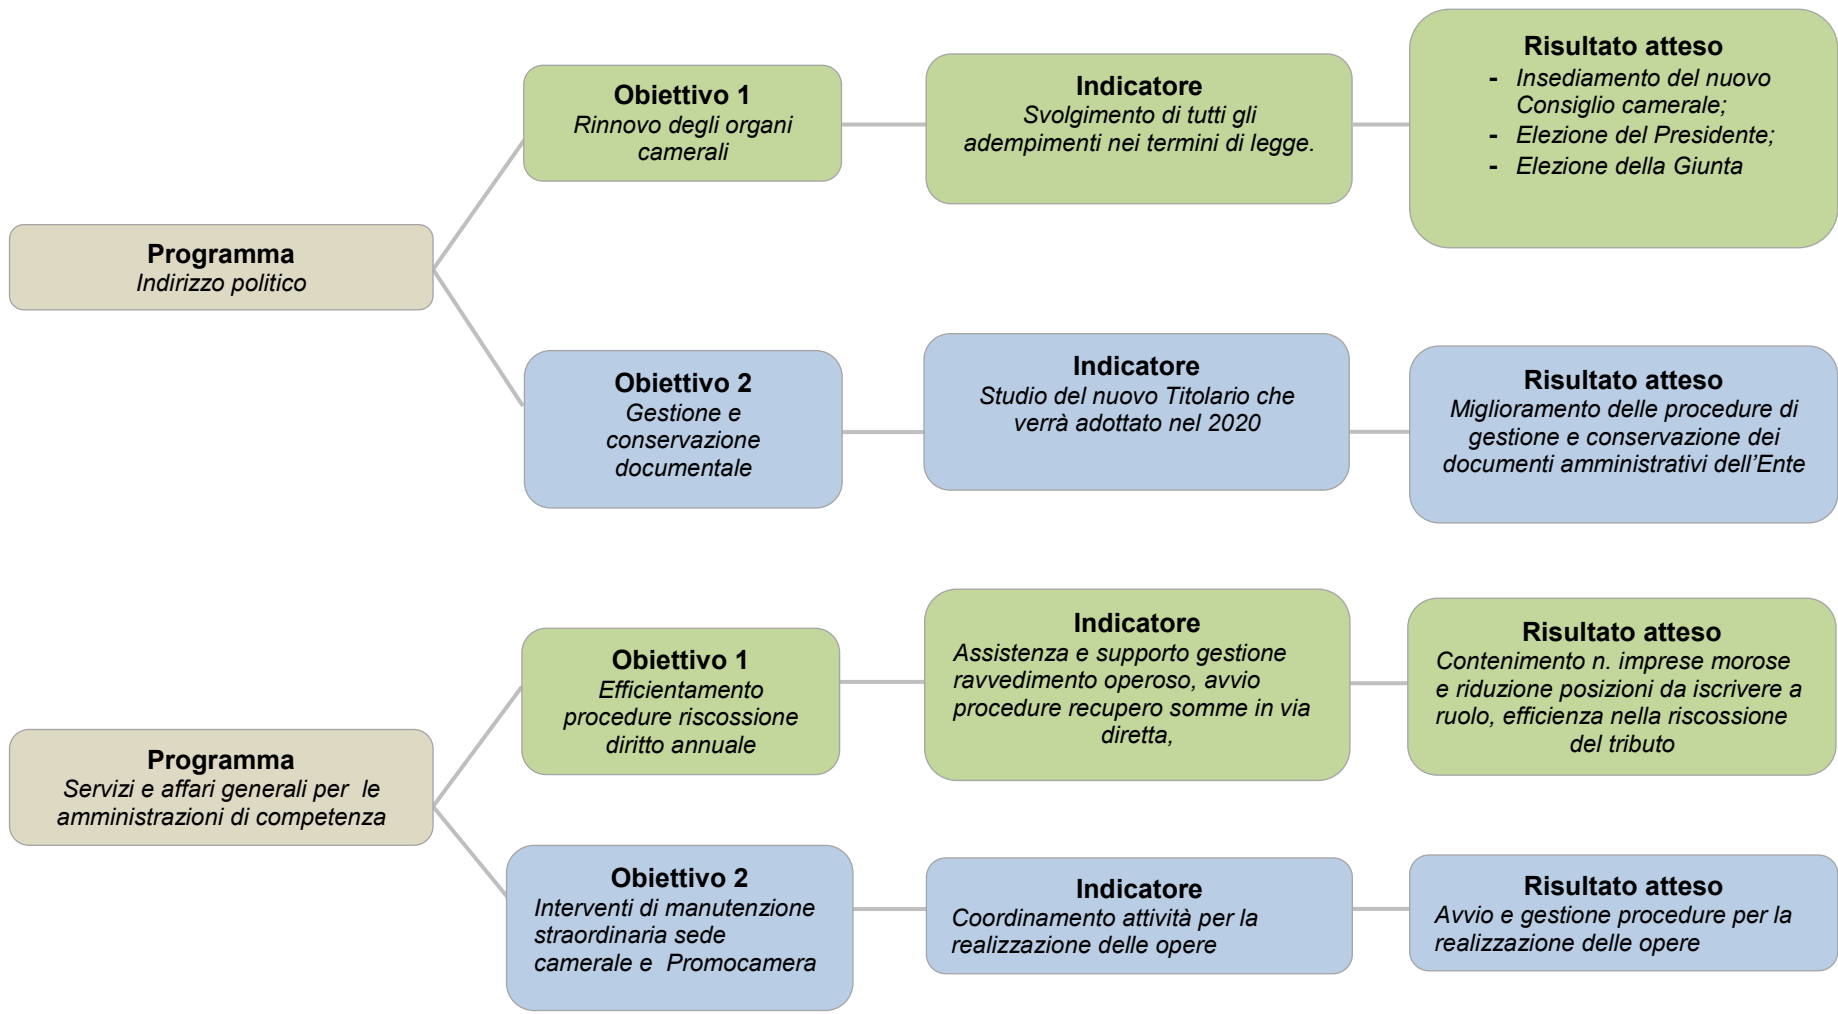 Programma
Indirizzo politico
Obiettivo 1
Rinnovo degli organi
camerali
Indicatore
Svolgimento di tutti gli
adempimenti nei termini di legge.
Risultato atteso
- Insediamento del nuovo
Consiglio camerale;
- Elezione del Presidente;
- Elezione della Giunta
Obiettivo 2
Gestione e
conservazione
documentale
Indicatore
Studio del nuovo Titolario che
verrà adottato nel 2020
Risultato atteso
Miglioramento delle procedure di
gestione e conservazione dei
documenti amministrativi dell’Ente
Programma
Servizi e affari generali per  le
amministrazioni di competenza
Obiettivo 1
Efficientamento
procedure riscossione
diritto annuale
Indicatore
Assistenza e supporto gestione
ravvedimento operoso, avvio
procedure recupero somme in via
diretta,
Risultato atteso
Contenimento n. imprese morose
e riduzione posizioni da iscrivere a
ruolo, efficienza nella riscossione
del tributo
Obiettivo 2
Interventi di manutenzione
straordinaria sede
camerale e  Promocamera
Indicatore
Coordinamento attività per la
realizzazione delle opere
Risultato atteso
Avvio e gestione procedure per la
realizzazione delle opere